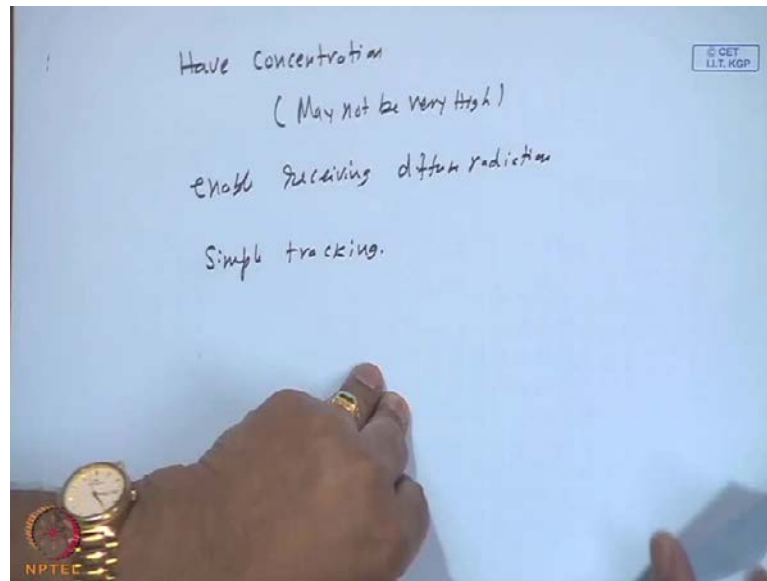 Have Concentration
© CET
I.I.T. KGP
(May not be very High)
enable receiving diffuse radiation
Simple tracking.
NPTEL